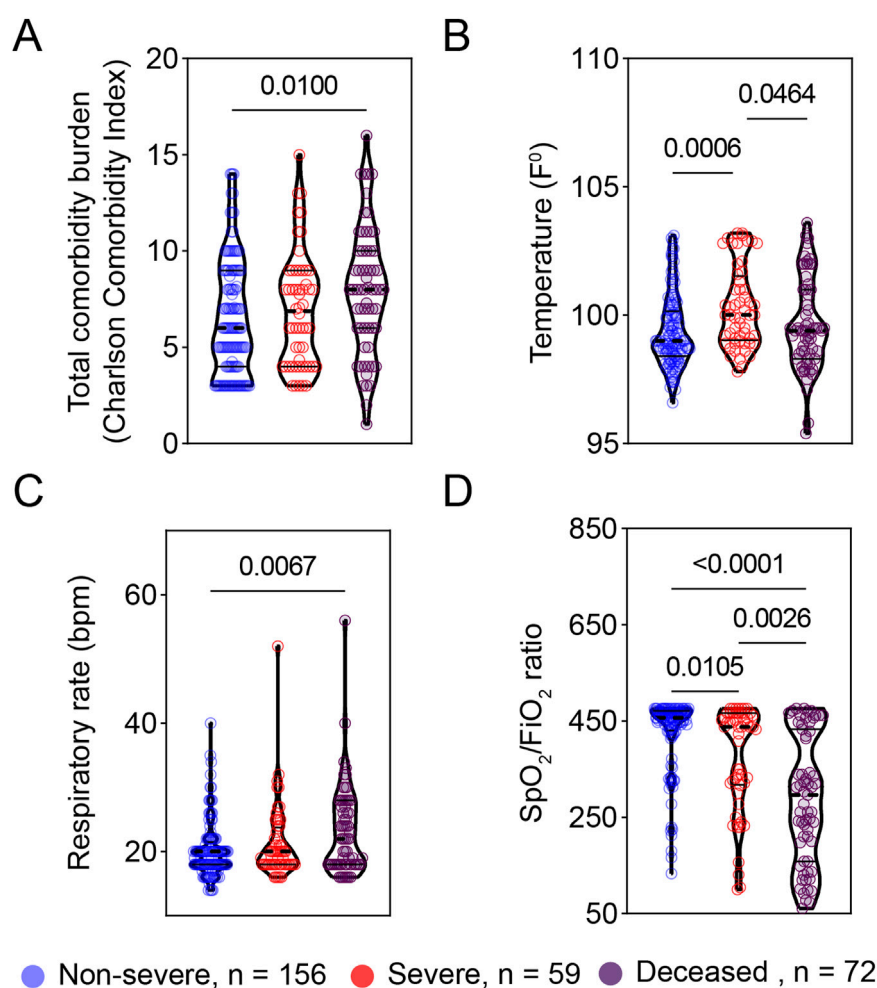 A
Total comorbidity burden
(Charlson Comorbidity Index)
20
15
10
5
0
0.0100
B
Temperature (F⁰)
110
105
100
95
0.0006
0.0464
C
Respiratory rate (bpm)
60
40
20
0.0067
D
SpO₂/FiO₂ ratio
850
650
450
250
50
<0.0001
0.0026
0.0105
Non-severe, n = 156
Severe, n = 59
Deceased , n = 72